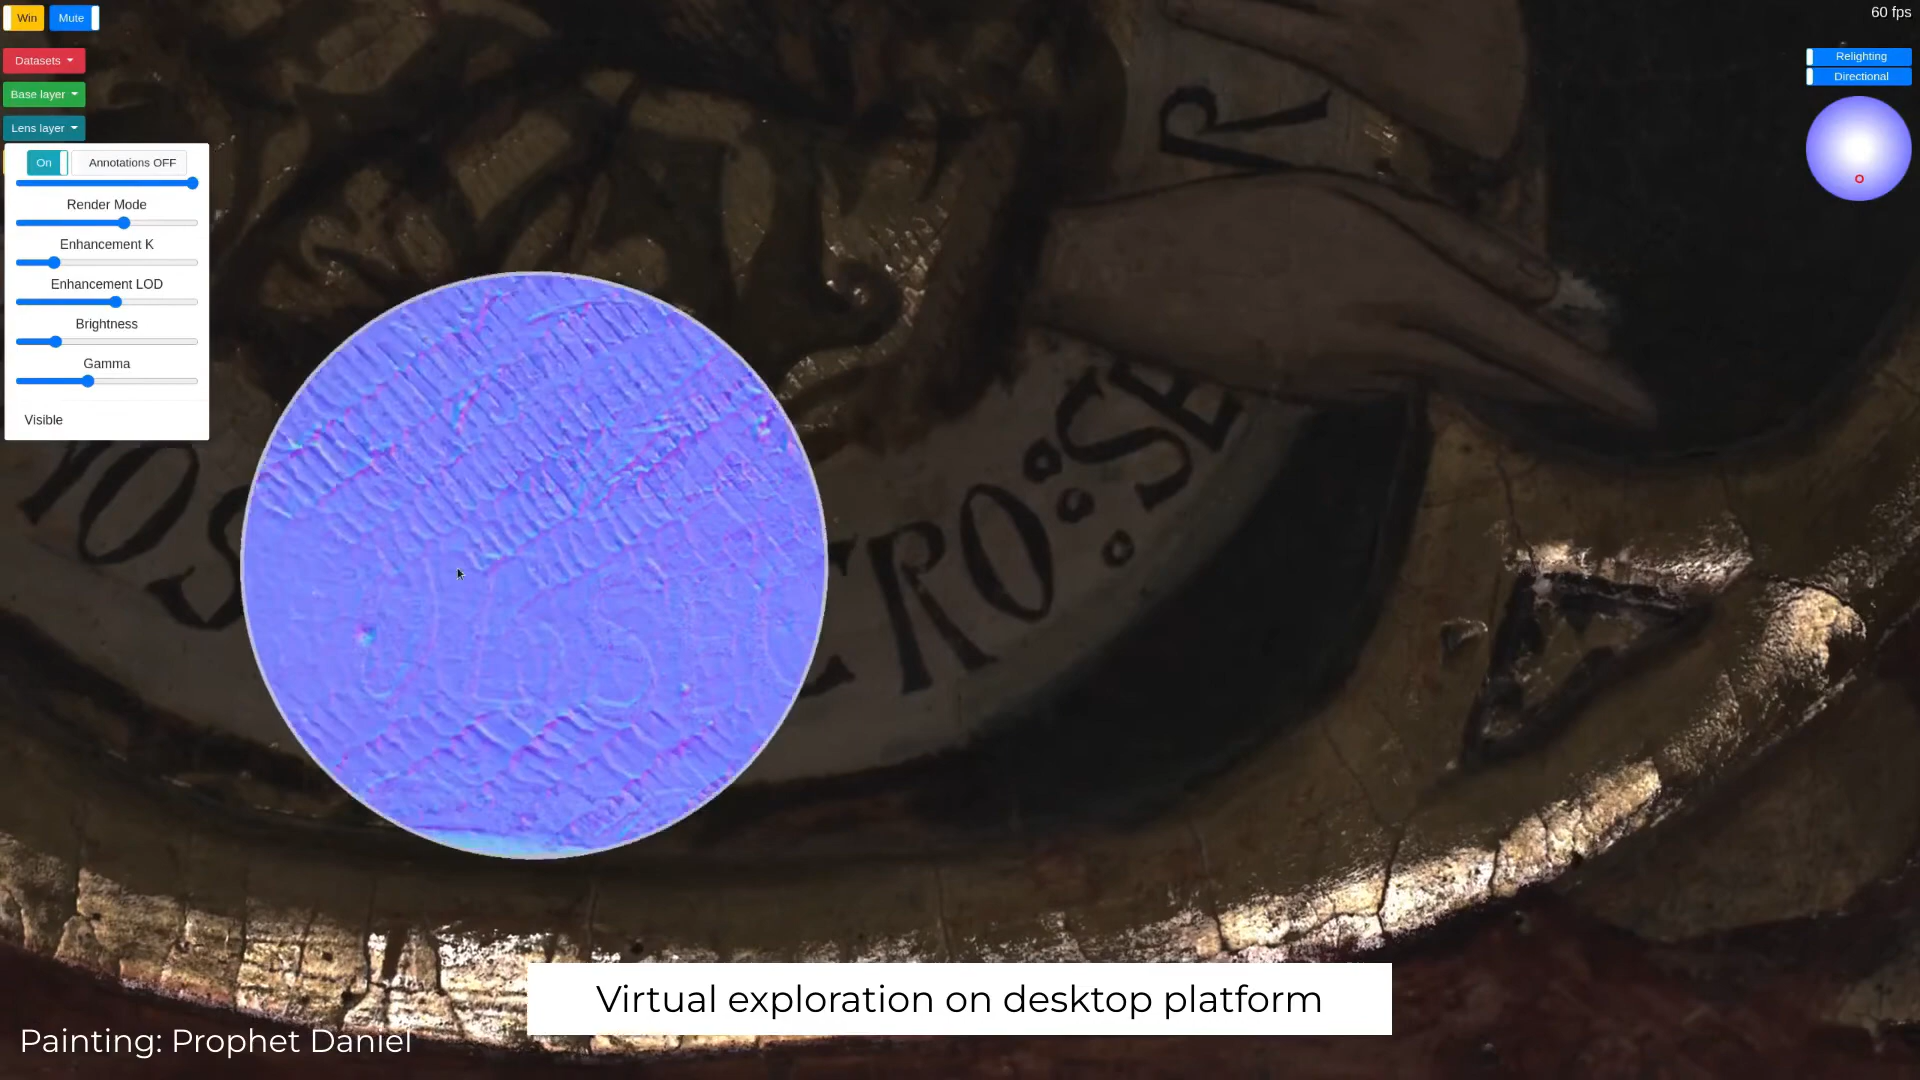 Win Mute
60 fps
Datasets
Relighting
Directional
Base layer
Lens layer
On Annotations OFF
Render Mode
Enhancement K
Enhancement LOD
Brightness
Gamma
Visible
R
RO:SE
Virtual exploration on desktop platform
Painting: Prophet Daniel